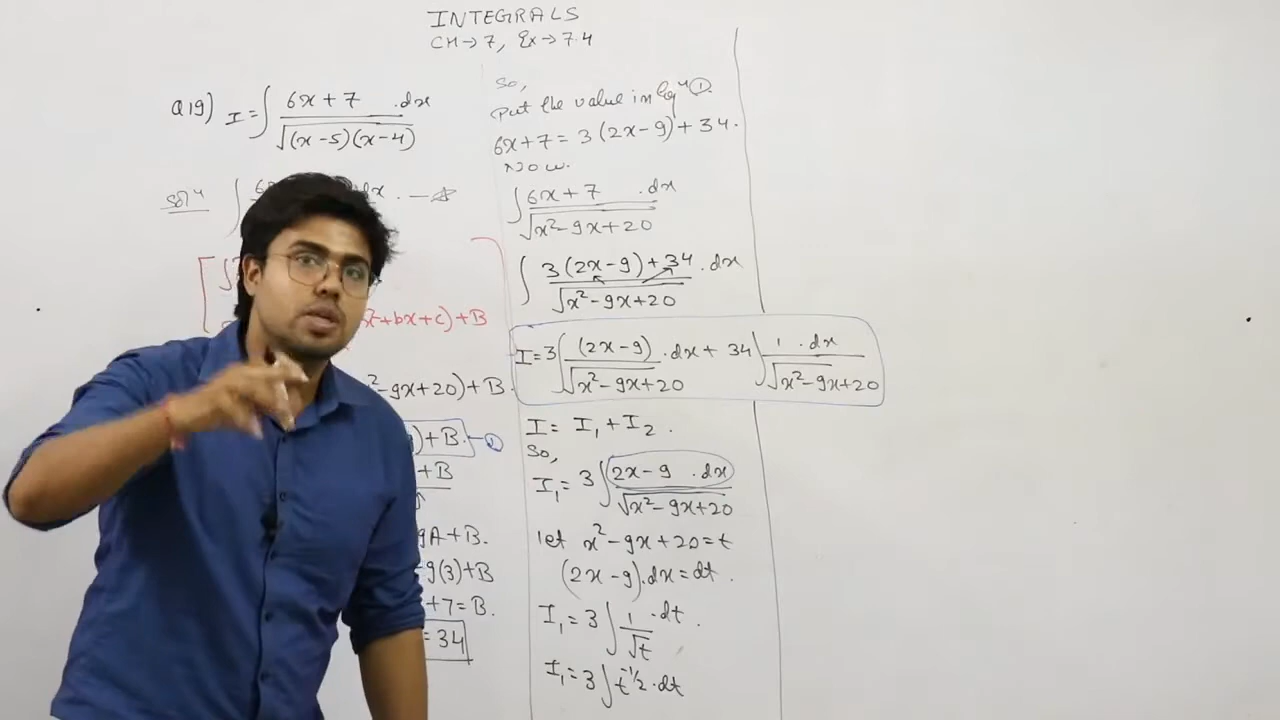 INTEGRALS
CH→7, Ex→7.4
Q19) I=∫ 6x+7 .dx
√(x-5)(x-4)
Solⁿ ∫ dx.
x²+bx+c)+B
²-9x+20)+B.
)+B. -①
+B
9A+B.
-9(3)+B
+7=B.
=34
So,
Put the value in Eqⁿ ①.
6x+7=3(2x-9)+34.
Now.
∫ 6x+7 .dx
√x²-9x+20
∫ 3(2x-9)+34 .dx
√x²-9x+20
I=3∫ (2x-9) .dx + 34∫ 1 .dx
√x²-9x+20 √x²-9x+20
I= I₁+I₂.
So,
I₁=3∫ 2x-9 .dx
√x²-9x+20
let x²-9x+20=t
(2x-9).dx=dt.
I₁=3∫ 1 .dt.
√t
I₁=3∫ t⁻¹/² .dt